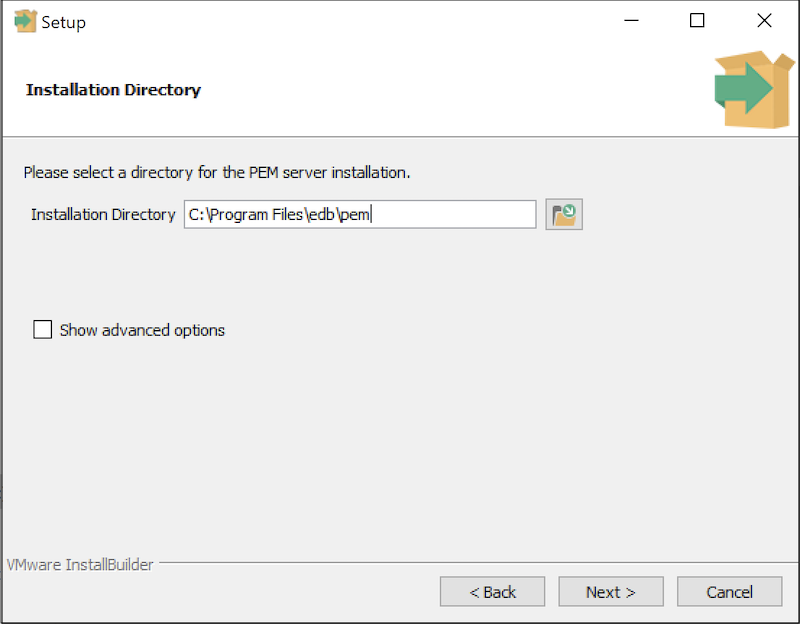 Setup
Installation Directory
Please select a directory for the PEM server installation.
Installation Directory C:\Program Files\edb\pem
Show advanced options
VMware InstallBuilder
< Back Next > Cancel